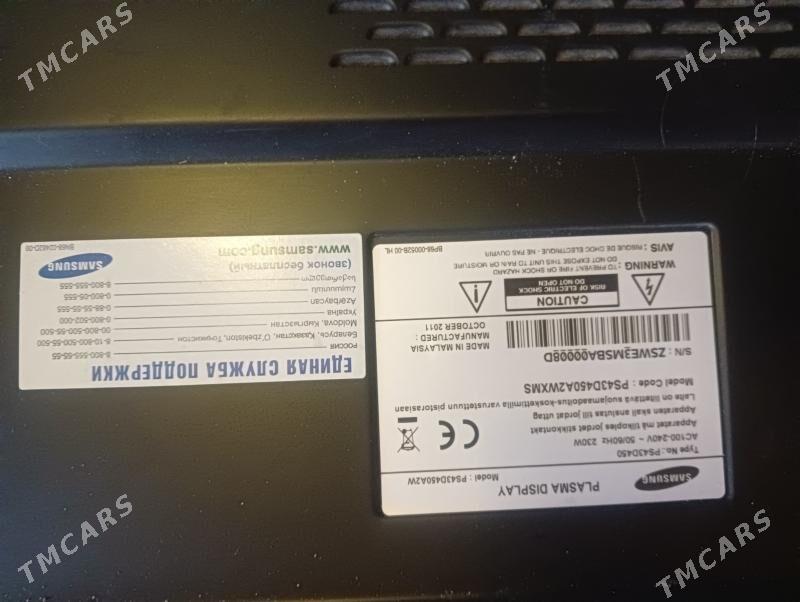 SAMSUNG
PLASMA DISPLAY
Model : PS43D450A2W
Type No.: PS43D450
AC100-240V ~ 50/60Hz 230W
Apparatet må tilkoples jordet stikkontakt
Apparaten skall anslutas till jordat uttag
Laite on liitettävä suojamaadoitus-koskettimilla varustettuun pistorasiaan
Model Code : PS43D450A2WXMS
S/N: ZSWE3MSBA00008D
MADE IN MALAYSIA
MANUFACTURED :
OCTOBER 2011
CAUTION
RISK OF ELECTRIC SHOCK
DO NOT OPEN
WARNING : TO PREVENT FIRE OR SHOCK HAZARD
DO NOT EXPOSE THIS UNIT TO RAIN OR MOISTURE
AVIS : RISQUE DE CHOC ELECTRIQUE - NE PAS OUVRIR
BP68-00052B-00 HL
ЕДИНАЯ СЛУЖБА ПОДДЕРЖКИ
РОССИЯ 8-800-555-55-55
Беларусь, Казахстан, O'zbekiston, Тоҷикистон 8-10-800-500-55-500
Moldova, Кыргызстан 00-800-500-55-500
Україна 0-800-502-000
Azərbaycan 0-88-55-55-555
Հայաստան 0-800-05-555
საქართველო 8-800-555-555
(звонок бесплатный)
www.samsung.com
SAMSUNG
TMCARS
TMCARS
TMCARS
TMCARS
TMCARS